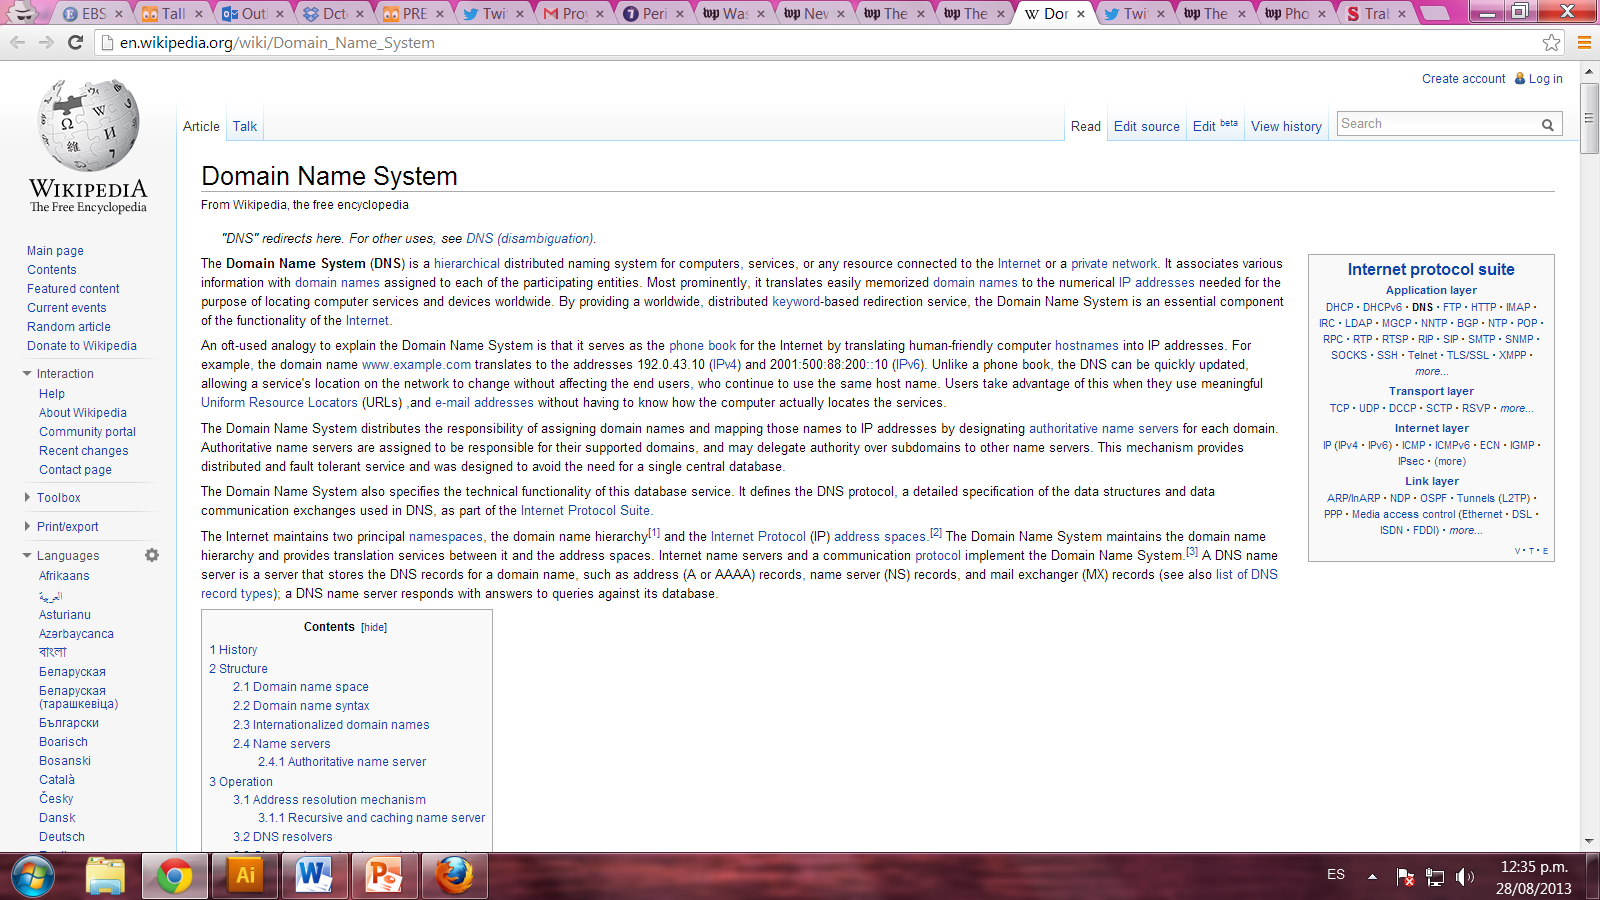 EBS
Tall
Outl
Dct
PRE
Twit
Proy
Peri
Was
New
The
The
Dor
Twit
The
Pho
Tral
en.wikipedia.org/wiki/Domain_Name_System
Create account Log in
Article Talk Read Edit source Edit beta View history Search
WIKIPEDIA
The Free Encyclopedia
Main page
Contents
Featured content
Current events
Random article
Donate to Wikipedia
Interaction
Help
About Wikipedia
Community portal
Recent changes
Contact page
Toolbox
Print/export
Languages
Afrikaans
العربية
Asturianu
Azərbaycanca
বাংলা
Беларуская
Беларуская
(тарашкевіца)
Български
Boarisch
Bosanski
Català
Česky
Dansk
Deutsch
Domain Name System
From Wikipedia, the free encyclopedia
"DNS" redirects here. For other uses, see DNS (disambiguation).
The Domain Name System (DNS) is a hierarchical distributed naming system for computers, services, or any resource connected to the Internet or a private network. It associates various
information with domain names assigned to each of the participating entities. Most prominently, it translates easily memorized domain names to the numerical IP addresses needed for the
purpose of locating computer services and devices worldwide. By providing a worldwide, distributed keyword-based redirection service, the Domain Name System is an essential component
of the functionality of the Internet.
An oft-used analogy to explain the Domain Name System is that it serves as the phone book for the Internet by translating human-friendly computer hostnames into IP addresses. For
example, the domain name www.example.com translates to the addresses 192.0.43.10 (IPv4) and 2001:500:88:200::10 (IPv6). Unlike a phone book, the DNS can be quickly updated,
allowing a service's location on the network to change without affecting the end users, who continue to use the same host name. Users take advantage of this when they use meaningful
Uniform Resource Locators (URLs) ,and e-mail addresses without having to know how the computer actually locates the services.
The Domain Name System distributes the responsibility of assigning domain names and mapping those names to IP addresses by designating authoritative name servers for each domain.
Authoritative name servers are assigned to be responsible for their supported domains, and may delegate authority over subdomains to other name servers. This mechanism provides
distributed and fault tolerant service and was designed to avoid the need for a single central database.
The Domain Name System also specifies the technical functionality of this database service. It defines the DNS protocol, a detailed specification of the data structures and data
communication exchanges used in DNS, as part of the Internet Protocol Suite.
The Internet maintains two principal namespaces, the domain name hierarchy[1] and the Internet Protocol (IP) address spaces.[2] The Domain Name System maintains the domain name
hierarchy and provides translation services between it and the address spaces. Internet name servers and a communication protocol implement the Domain Name System.[3] A DNS name
server is a server that stores the DNS records for a domain name, such as address (A or AAAA) records, name server (NS) records, and mail exchanger (MX) records (see also list of DNS
record types); a DNS name server responds with answers to queries against its database.
Contents [hide]
1 History
2 Structure
2.1 Domain name space
2.2 Domain name syntax
2.3 Internationalized domain names
2.4 Name servers
2.4.1 Authoritative name server
3 Operation
3.1 Address resolution mechanism
3.1.1 Recursive and caching name server
3.2 DNS resolvers
Internet protocol suite
Application layer
DHCP · DHCPv6 · DNS · FTP · HTTP · IMAP ·
IRC · LDAP · MGCP · NNTP · BGP · NTP · POP ·
RPC · RTP · RTSP · RIP · SIP · SMTP · SNMP ·
SOCKS · SSH · Telnet · TLS/SSL · XMPP ·
more...
Transport layer
TCP · UDP · DCCP · SCTP · RSVP · more...
Internet layer
IP (IPv4 · IPv6) · ICMP · ICMPv6 · ECN · IGMP ·
IPsec · (more)
Link layer
ARP/InARP · NDP · OSPF · Tunnels (L2TP) ·
PPP · Media access control (Ethernet · DSL ·
ISDN · FDDI) · more...
V · T · E
Ai
ES
12:35 p.m.
28/08/2013